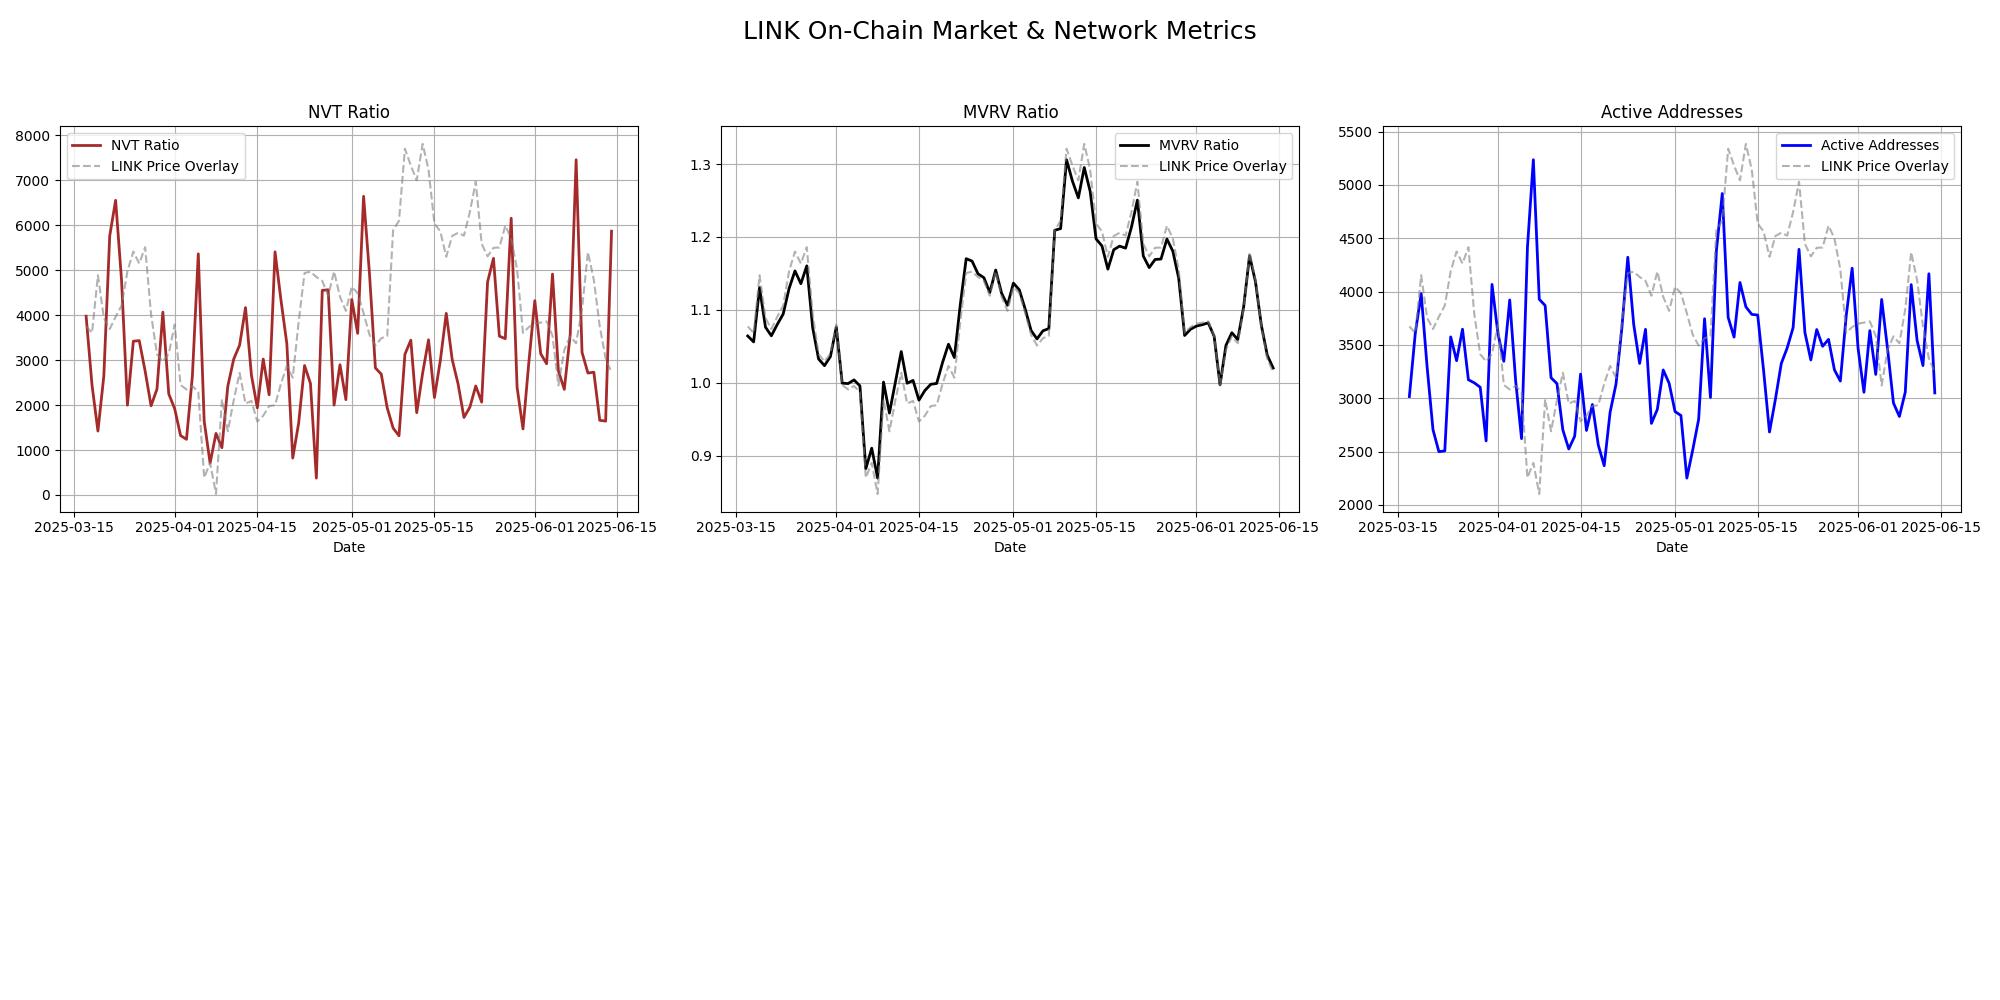 LINK On-Chain Market & Network Metrics
NVT Ratio
NVT Ratio
LINK Price Overlay
8000
7000
6000
5000
4000
3000
2000
1000
0
2025-03-15 2025-04-01 2025-04-15 2025-05-01 2025-05-15 2025-06-01 2025-06-15
Date
MVRV Ratio
MVRV Ratio
LINK Price Overlay
1.3
1.2
1.1
1.0
0.9
2025-03-15 2025-04-01 2025-04-15 2025-05-01 2025-05-15 2025-06-01 2025-06-15
Date
Active Addresses
Active Addresses
LINK Price Overlay
5500
5000
4500
4000
3500
3000
2500
2000
2025-03-15 2025-04-01 2025-04-15 2025-05-01 2025-05-15 2025-06-01 2025-06-15
Date